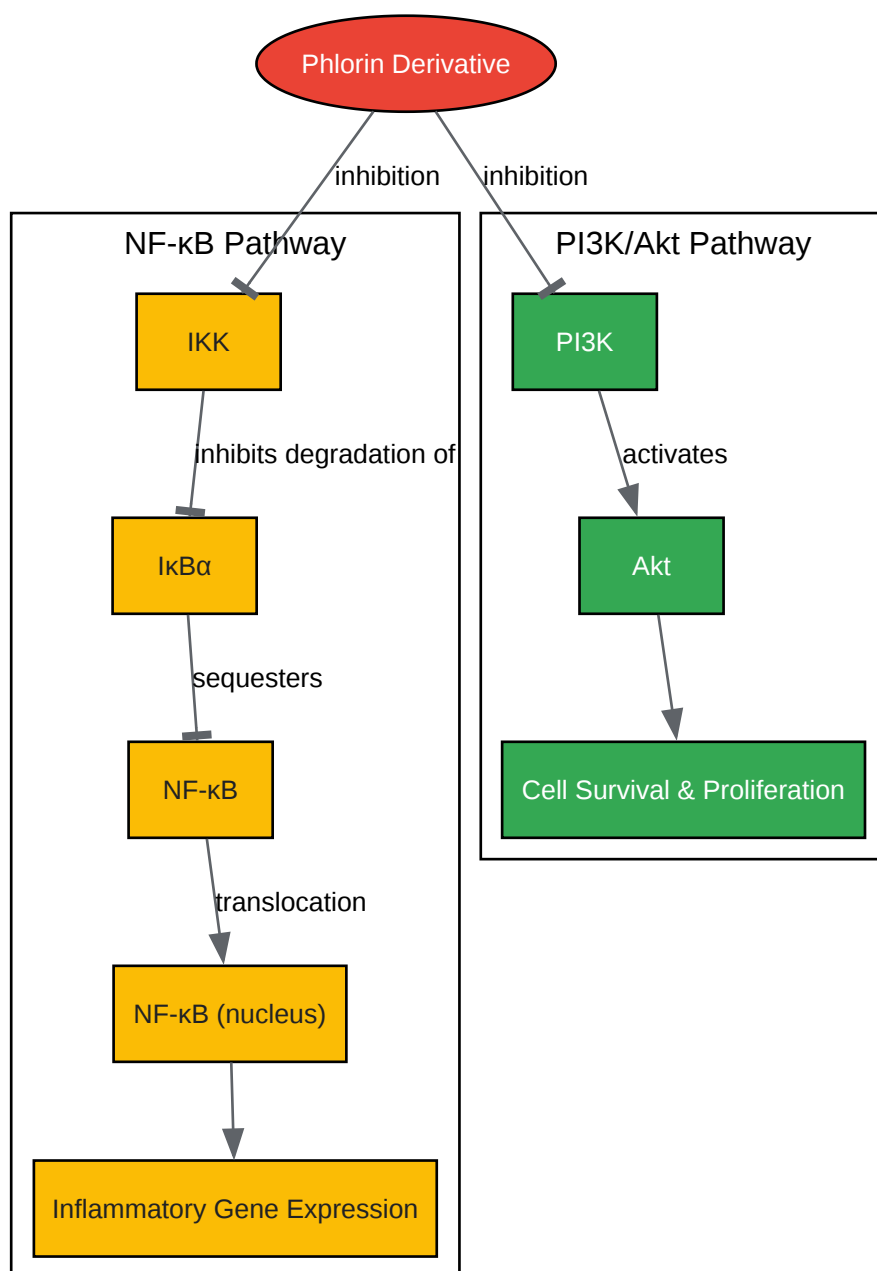 Phlorin Derivative
inhibition
inhibition
NF-κB Pathway
IKK
inhibits degradation of
IκBα
sequesters
NF-κB
translocation
NF-κB (nucleus)
Inflammatory Gene Expression
PI3K/Akt Pathway
PI3K
activates
Akt
Cell Survival & Proliferation